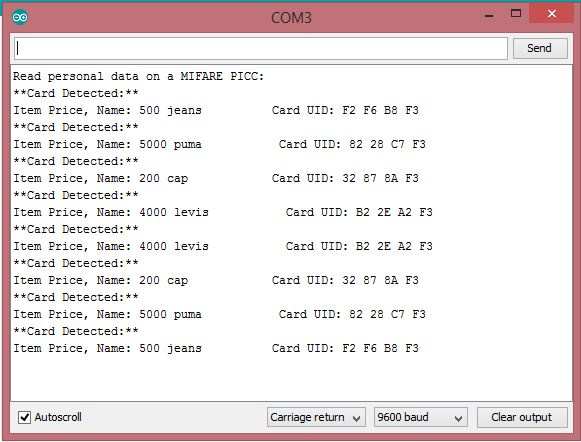 COM3
Send
Read personal data on a MIFARE PICC:
**Card Detected:**
Item Price, Name: 500 jeans Card UID: F2 F6 B8 F3
**Card Detected:**
Item Price, Name: 5000 puma Card UID: 82 28 C7 F3
**Card Detected:**
Item Price, Name: 200 cap Card UID: 32 87 8A F3
**Card Detected:**
Item Price, Name: 4000 levis Card UID: B2 2E A2 F3
**Card Detected:**
Item Price, Name: 4000 levis Card UID: B2 2E A2 F3
**Card Detected:**
Item Price, Name: 200 cap Card UID: 32 87 8A F3
**Card Detected:**
Item Price, Name: 5000 puma Card UID: 82 28 C7 F3
**Card Detected:**
Item Price, Name: 500 jeans Card UID: F2 F6 B8 F3
Autoscroll Carriage return 9600 baud Clear output